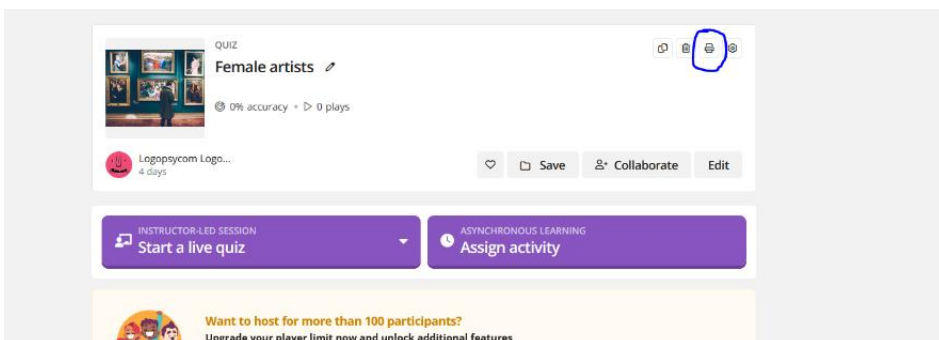 QUIZ
Female artists
0% accuracy • 0 plays
Logopsycom Logo...
4 days
Save
Collaborate
Edit
INSTRUCTOR-LED SESSION
Start a live quiz
ASYNCHRONOUS LEARNING
Assign activity
Want to host for more than 100 participants?
Upgrade your player limit now and unlock additional features